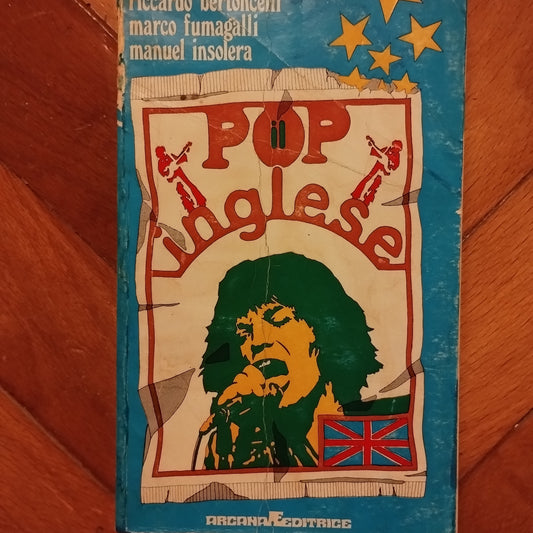 riccardo bertoncelli
marco fumagalli
manuel insolera
il
POP
inglese
ARCANA EDITRICE